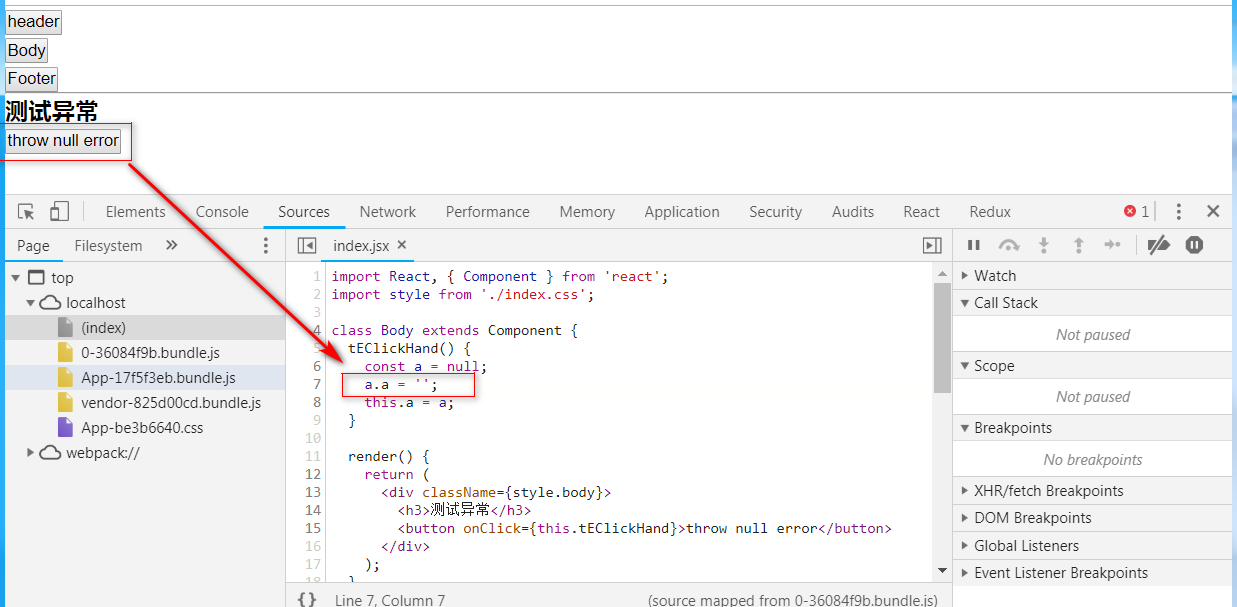 header
Body
Footer
测试异常
throw null error
Elements Console Sources Network Performance Memory Application Security Audits React Redux 1
Page Filesystem » index.jsx ×
top
localhost
(index)
0-36084f9b.bundle.js
App-17f5f3eb.bundle.js
vendor-825d00cd.bundle.js
App-be3b6640.css
webpack://
1 import React, { Component } from 'react';
2 import style from './index.css';
3
4 class Body extends Component {
5 tEClickHand() {
6 const a = null;
7 a.a = '';
8 this.a = a;
9 }
10
11 render() {
12 return (
13 <div className={style.body}>
14 <h3>测试异常</h3>
15 <button onClick={this.tEClickHand}>throw null error</button>
16 </div>
17 );
18 }
{} Line 7, Column 7 (source mapped from 0-36084f9b.bundle.js)
Watch
Call Stack
Not paused
Scope
Not paused
Breakpoints
No breakpoints
XHR/fetch Breakpoints
DOM Breakpoints
Global Listeners
Event Listener Breakpoints